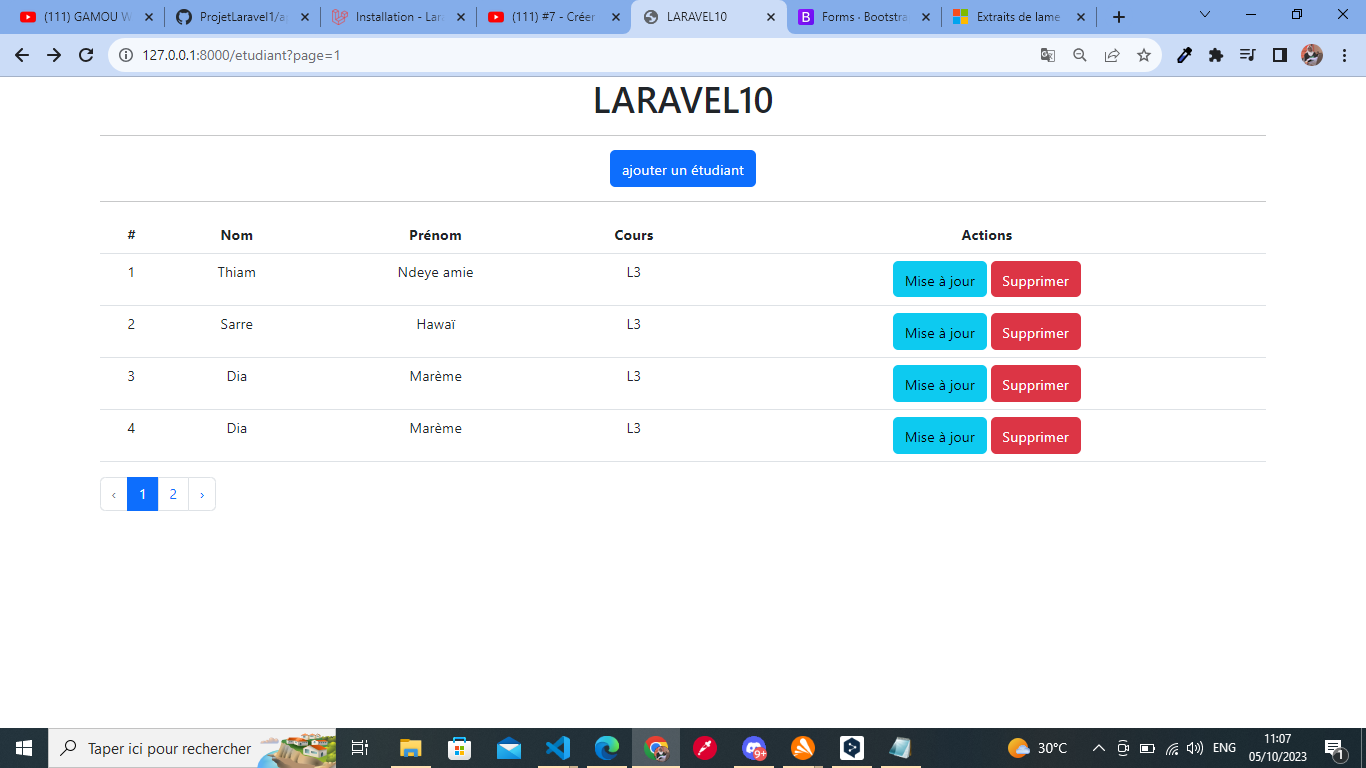 (111) GAMOU W
ProjetLaravel1/a
Installation - Lar
(111) #7 - Créer
LARAVEL10
Forms · Bootstra
Extraits de lame
127.0.0.1:8000/etudiant?page=1
LARAVEL10
ajouter un étudiant
# Nom Prénom Cours Actions
1 Thiam Ndeye amie L3 Mise à jour Supprimer
2 Sarre Hawaï L3 Mise à jour Supprimer
3 Dia Marème L3 Mise à jour Supprimer
4 Dia Marème L3 Mise à jour Supprimer
‹ 1 2 ›
Taper ici pour rechercher
9+
30°C
ENG
11:07
05/10/2023
1